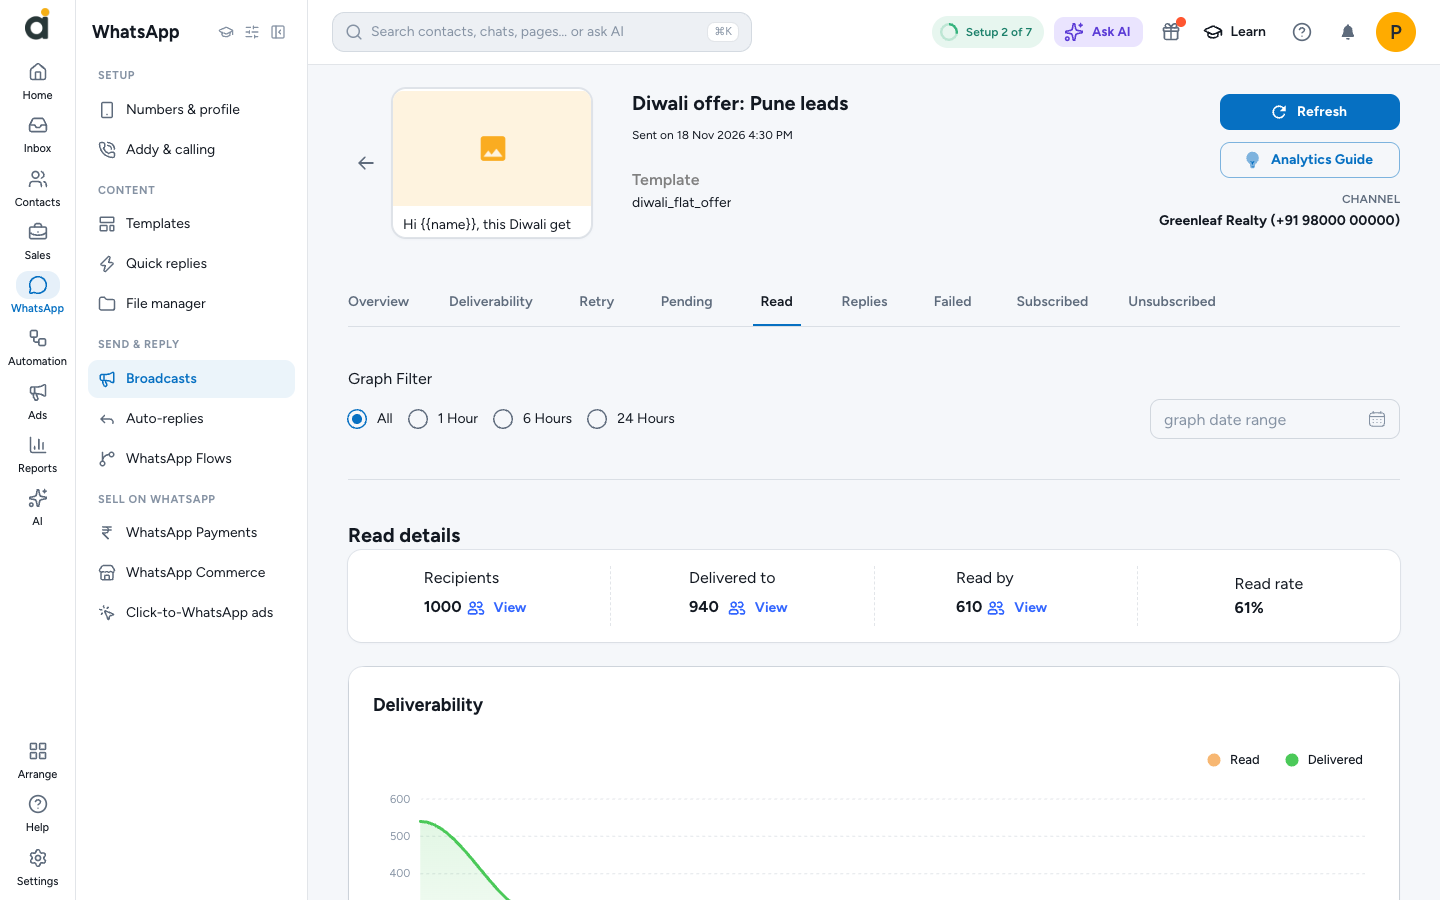 WhatsApp
Search contacts, chats, pages... or ask AI
⌘K
Setup 2 of 7
Ask AI
Learn
P
Home
Inbox
Contacts
Sales
WhatsApp
Automation
Ads
Reports
AI
Arrange
Help
Settings
SETUP
Numbers & profile
Addy & calling
CONTENT
Templates
Quick replies
File manager
SEND & REPLY
Broadcasts
Auto-replies
WhatsApp Flows
SELL ON WHATSAPP
WhatsApp Payments
WhatsApp Commerce
Click-to-WhatsApp ads
Hi {{name}}, this Diwali get
Diwali offer: Pune leads
Sent on 18 Nov 2026 4:30 PM
Template
diwali_flat_offer
Refresh
Analytics Guide
CHANNEL
Greenleaf Realty (+91 98000 00000)
Overview Deliverability Retry Pending Read Replies Failed Subscribed Unsubscribed
Graph Filter
All 1 Hour 6 Hours 24 Hours
graph date range
Read details
Recipients
1000 View
Delivered to
940 View
Read by
610 View
Read rate
61%
Deliverability
Read Delivered
600
500
400